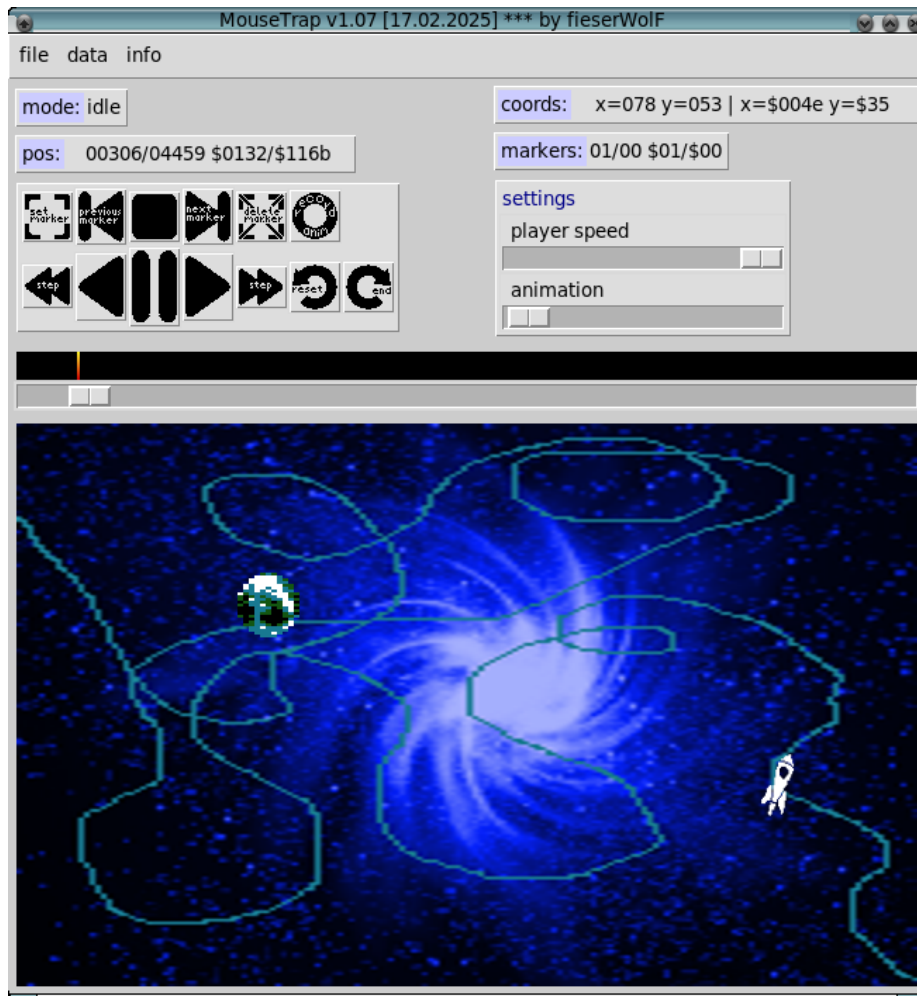 MouseTrap v1.07 [17.02.2025] *** by fieserWolF
file data info
mode: idle
coords: x=078 y=053 | x=$004e y=$35
pos: 00306/04459 $0132/$116b
markers: 01/00 $01/$00
set marker
previous marker
next marker
delete marker
record anim
settings
player speed
step
step
reset
end
animation